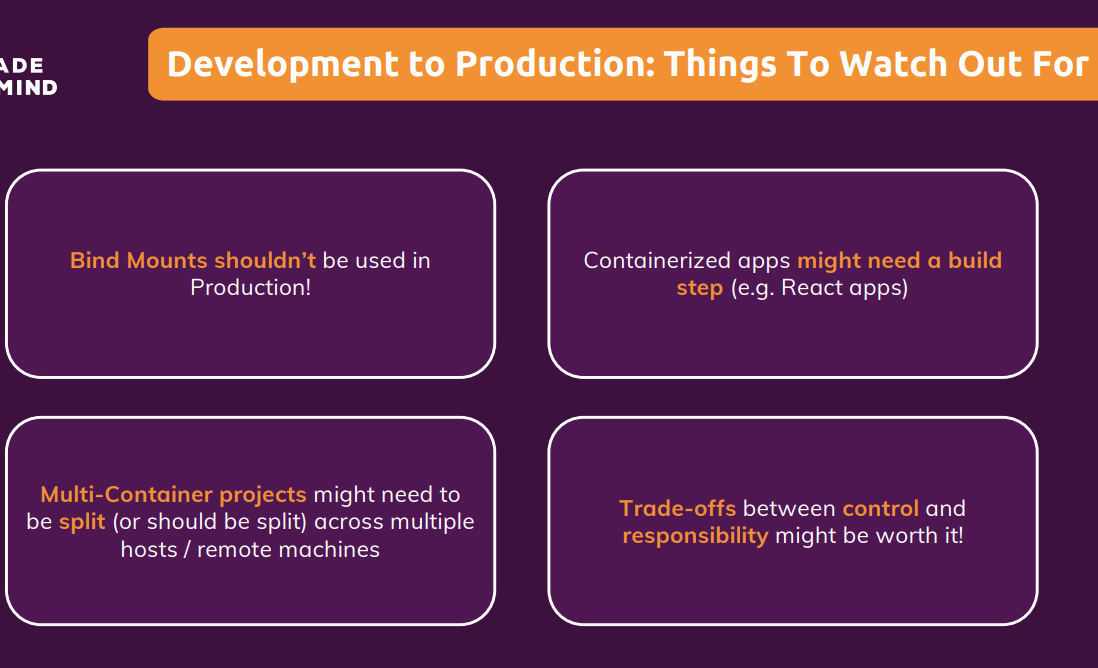 ADE
MIND
Development to Production: Things To Watch Out For
Bind Mounts shouldn't be used in
Production!
Containerized apps might need a build
step (e.g. React apps)
Multi-Container projects might need to
be split (or should be split) across multiple
hosts / remote machines
Trade-offs between control and
responsibility might be worth it!